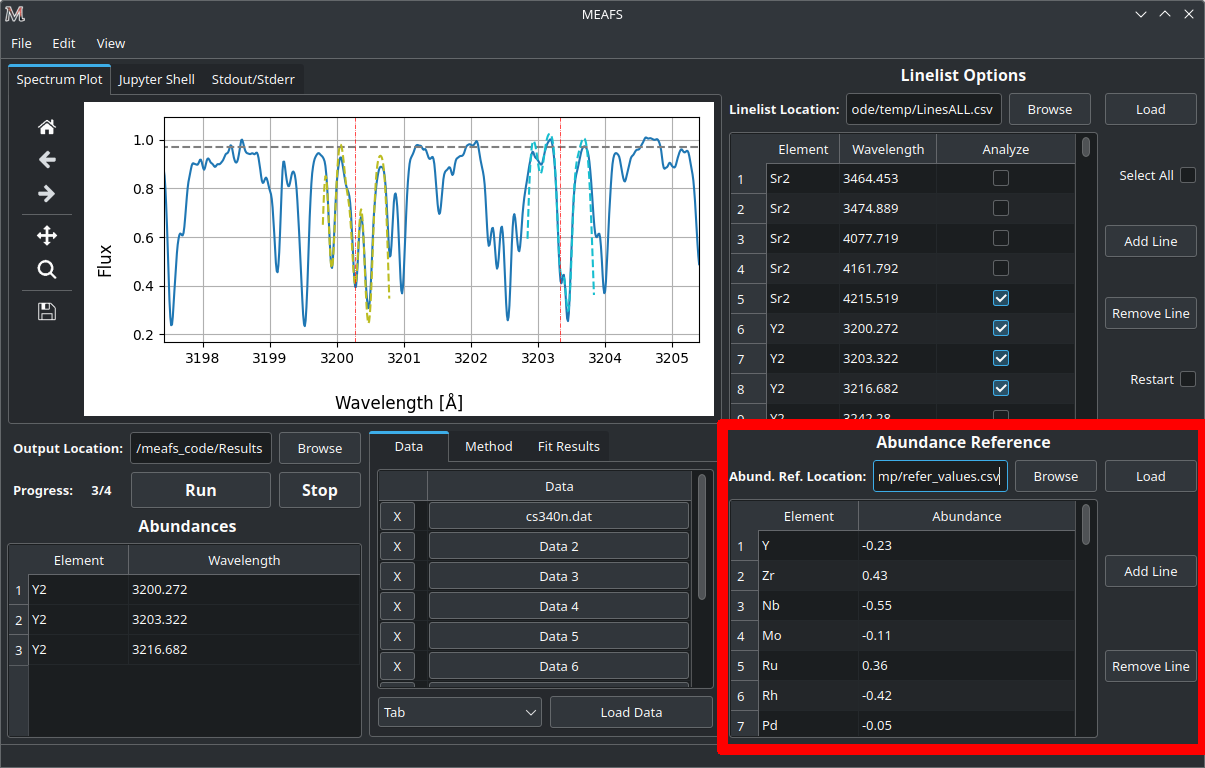 MEAFS
File Edit View
Spectrum Plot Jupyter Shell Stdout/Stderr
1.0
0.8
0.6
0.4
0.2
Flux
3198 3199 3200 3201 3202 3203 3204 3205
Wavelength [Å]
Linelist Options
Linelist Location: ode/temp/LinesALL.csv Browse Load
Element Wavelength Analyze
1 Sr2 3464.453
2 Sr2 3474.889
3 Sr2 4077.719
4 Sr2 4161.792
5 Sr2 4215.519
6 Y2 3200.272
7 Y2 3203.322
8 Y2 3216.682
9 Y2 3242.28
Select All
Add Line
Remove Line
Restart
Output Location: /meafs_code/Results Browse
Progress: 3/4 Run Stop
Abundances
Element Wavelength
1 Y2 3200.272
2 Y2 3203.322
3 Y2 3216.682
Data Method Fit Results
Data
X cs340n.dat
X Data 2
X Data 3
X Data 4
X Data 5
X Data 6
Tab Load Data
Abundance Reference
Abund. Ref. Location: mp/refer_values.csv Browse Load
Element Abundance
1 Y -0.23
2 Zr 0.43
3 Nb -0.55
4 Mo -0.11
5 Ru 0.36
6 Rh -0.42
7 Pd -0.05
Add Line
Remove Line